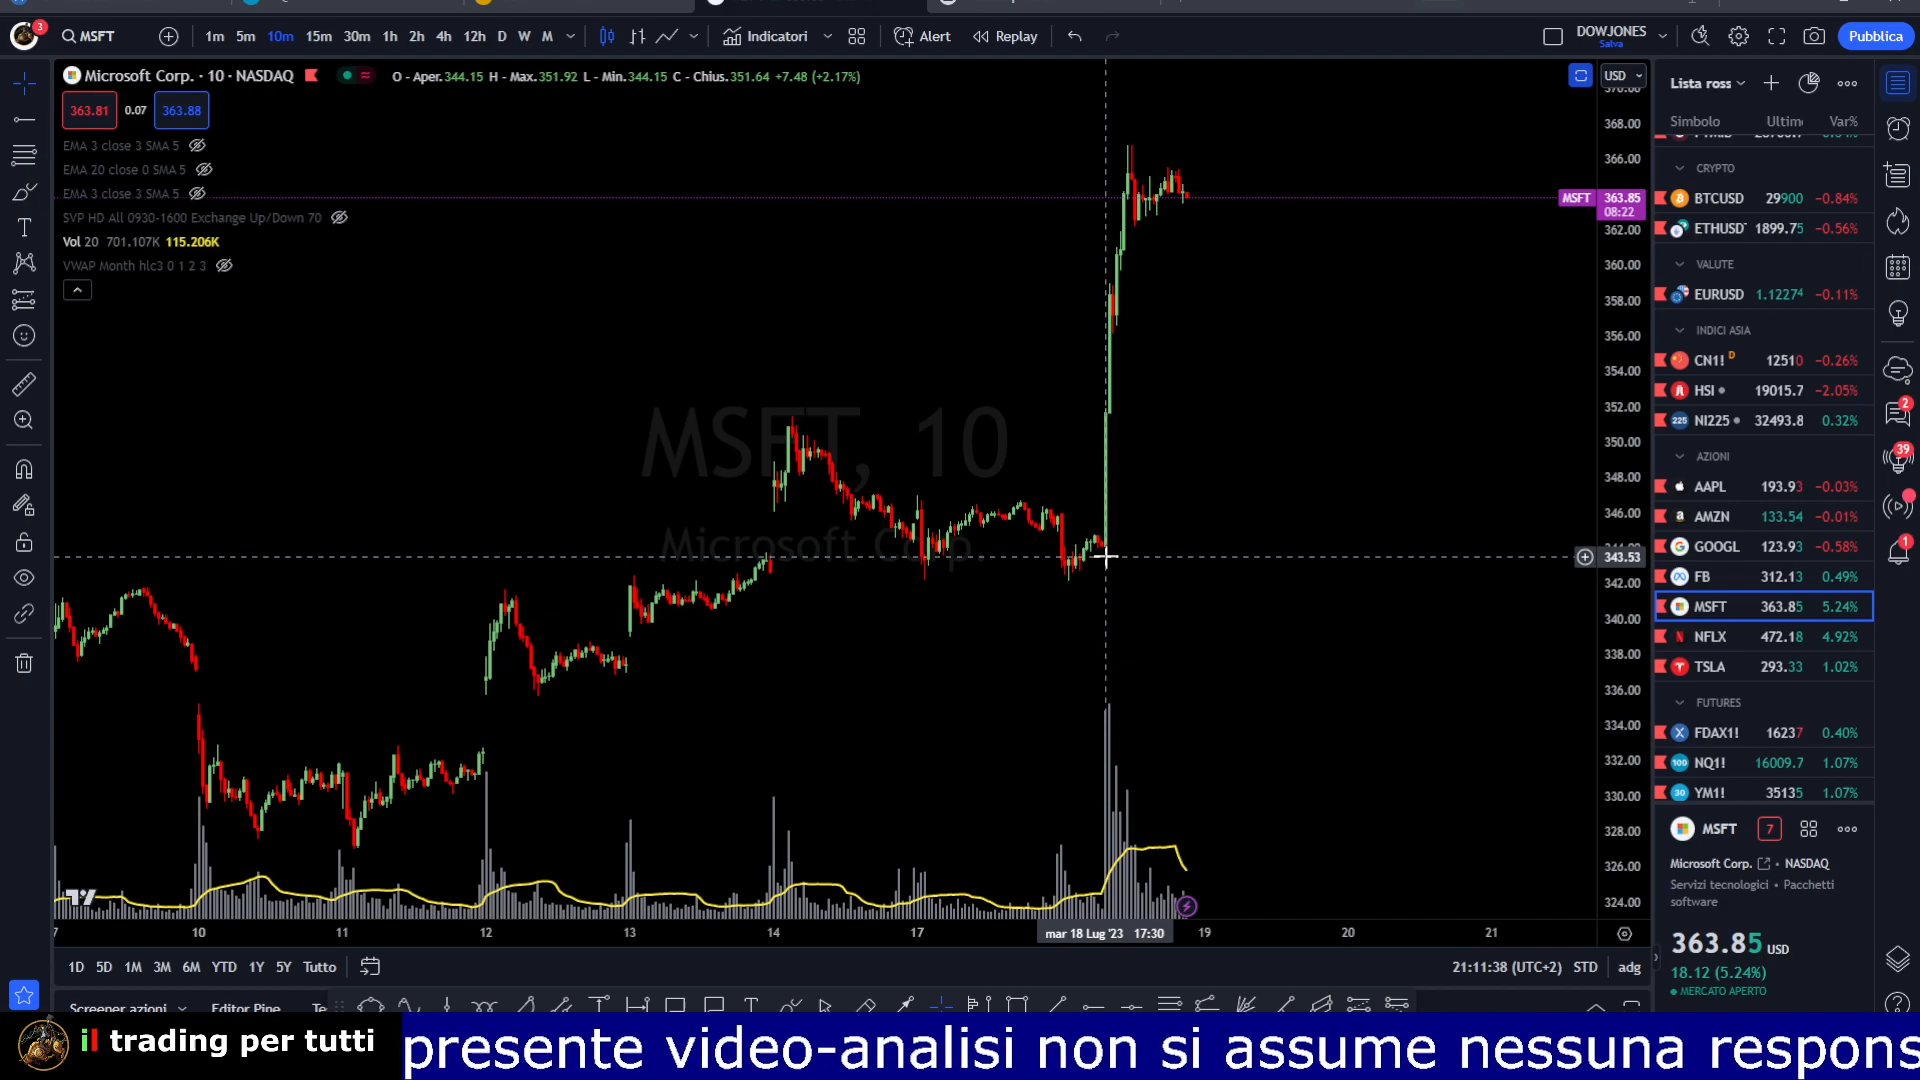 3
MSFT
1m 5m 10m 15m 30m 1h 2h 4h 12h D W M
Indicatori
Alert
Replay
DOWJONES
Salva
Pubblica
Microsoft Corp. · 10 · NASDAQ
O - Aper.344.15 H - Max.351.92 L - Min.344.15 C - Chius.351.64 +7.48 (+2.17%)
363.81 0.07 363.88
EMA 3 close 3 SMA 5
EMA 20 close 0 SMA 5
EMA 3 close 3 SMA 5
SVP HD All 0930-1600 Exchange Up/Down 70
Vol 20 701.107K 115.206K
VWAP Month hlc3 0 1 2 3
MSFT, 10
Microsoft Corp.
USD
368.00
366.00
MSFT 363.85
08:22
362.00
360.00
358.00
356.00
354.00
352.00
350.00
348.00
346.00
343.53
342.00
340.00
338.00
336.00
334.00
332.00
330.00
328.00
326.00
324.00
7 10 11 12 13 14 17 mar 18 Lug '23 17:30 19 20 21
1D 5D 1M 3M 6M YTD 1Y 5Y Tutto
21:11:38 (UTC+2) STD adg
Screener azioni Editor Pine Te
Lista ross
Simbolo Ultimo Var%
CRYPTO
BTCUSD 29900 −0.84%
ETHUSD 1899.75 −0.56%
VALUTE
EURUSD 1.12274 −0.11%
INDICI ASIA
CN1! D 12510 −0.26%
HSI 19015.7 −2.05%
225 NI225 32493.8 0.32%
AZIONI
AAPL 193.93 −0.03%
AMZN 133.54 −0.01%
GOOGL 123.93 −0.58%
FB 312.13 0.49%
MSFT 363.85 5.24%
NFLX 472.18 4.92%
TSLA 293.33 1.02%
FUTURES
FDAX1! 16237 0.40%
100 NQ1! 16009.7 1.07%
30 YM1! 35135 1.07%
MSFT 7
Microsoft Corp. • NASDAQ
Servizi tecnologici • Pacchetti
software
363.85 USD
18.12 (5.24%)
MERCATO APERTO
2
39
1
il trading per tutti
presente video-analisi non si assume nessuna respons